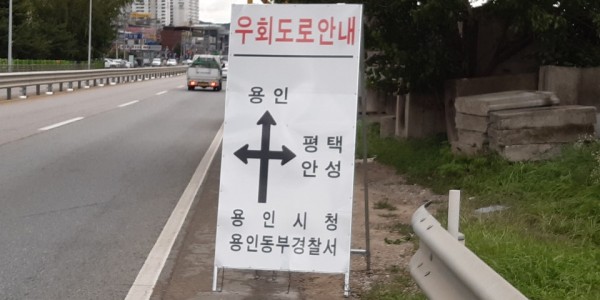 우회도로안내
용인
평택
안성
용인시청
용인동부경찰서